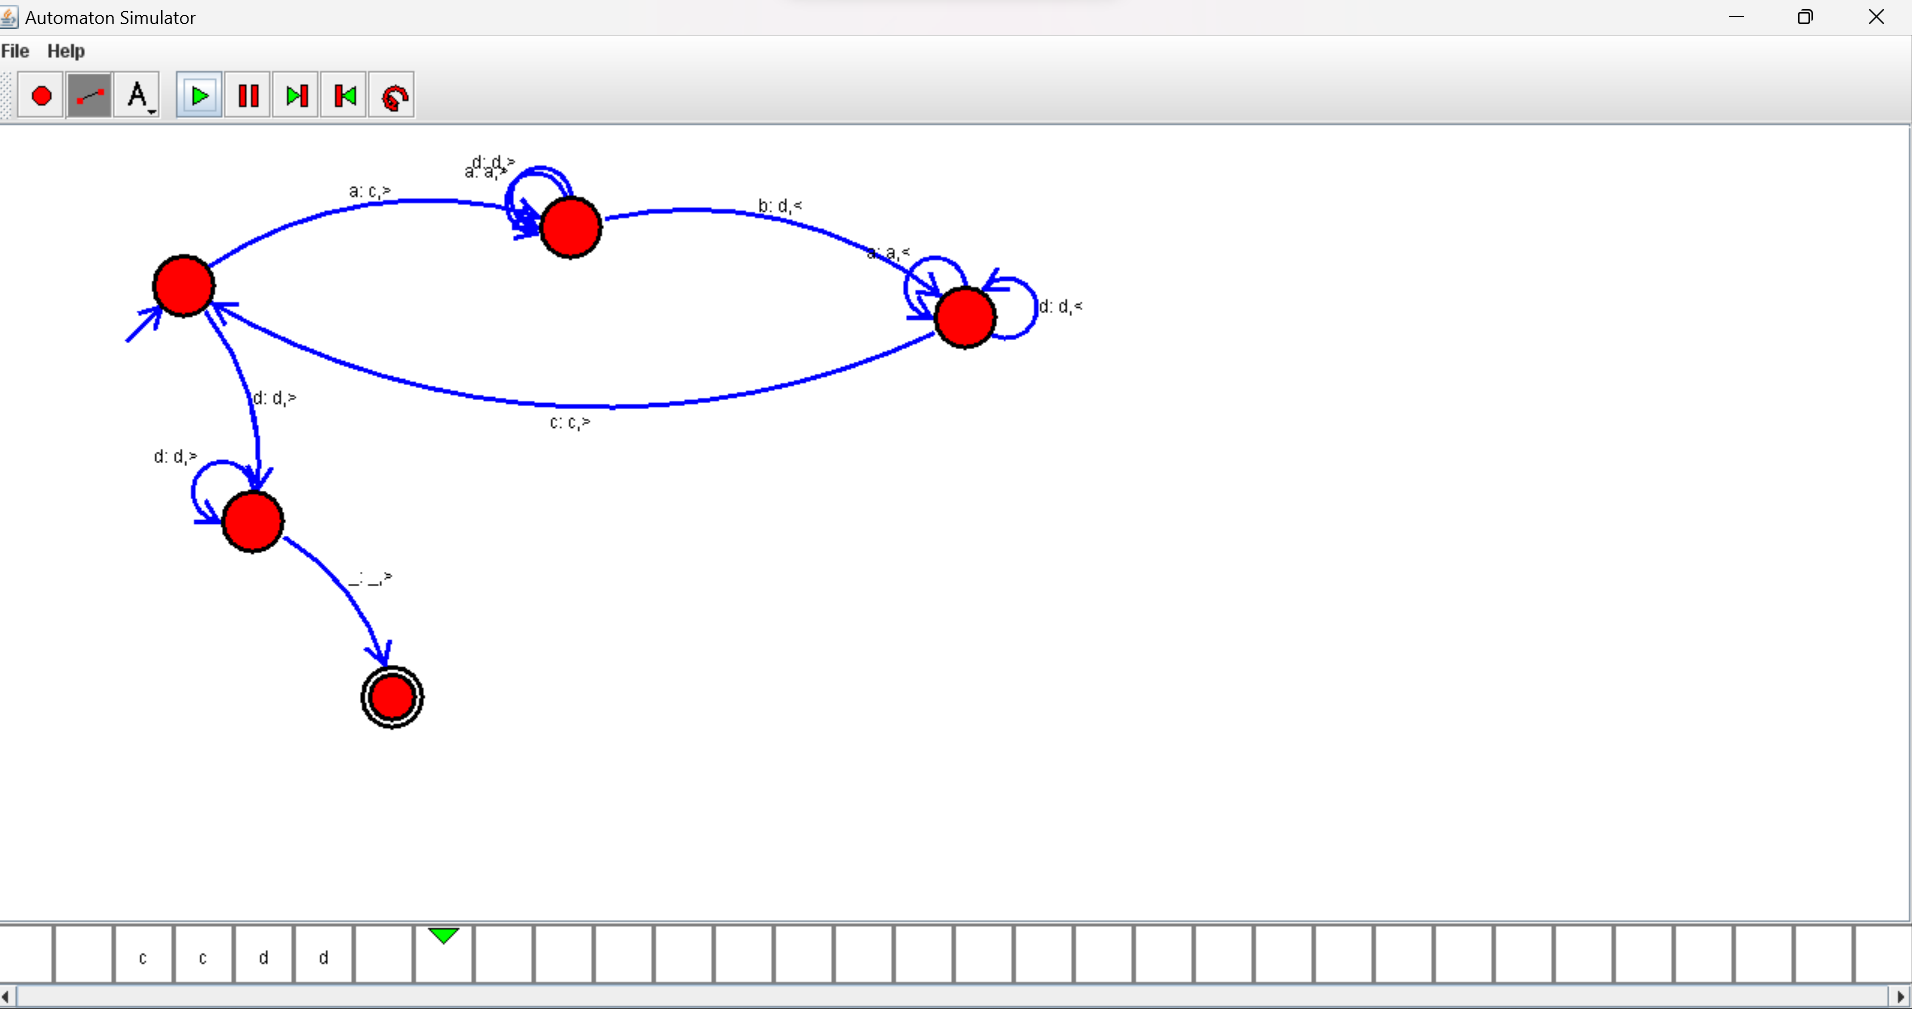 Automaton Simulator
File Help
A
d: d,>
a: a,>
a: c,>
b: d,<
a: a,<
d: d,<
d: d,>
c: c,>
d: d,>
_: _,>
c c d d